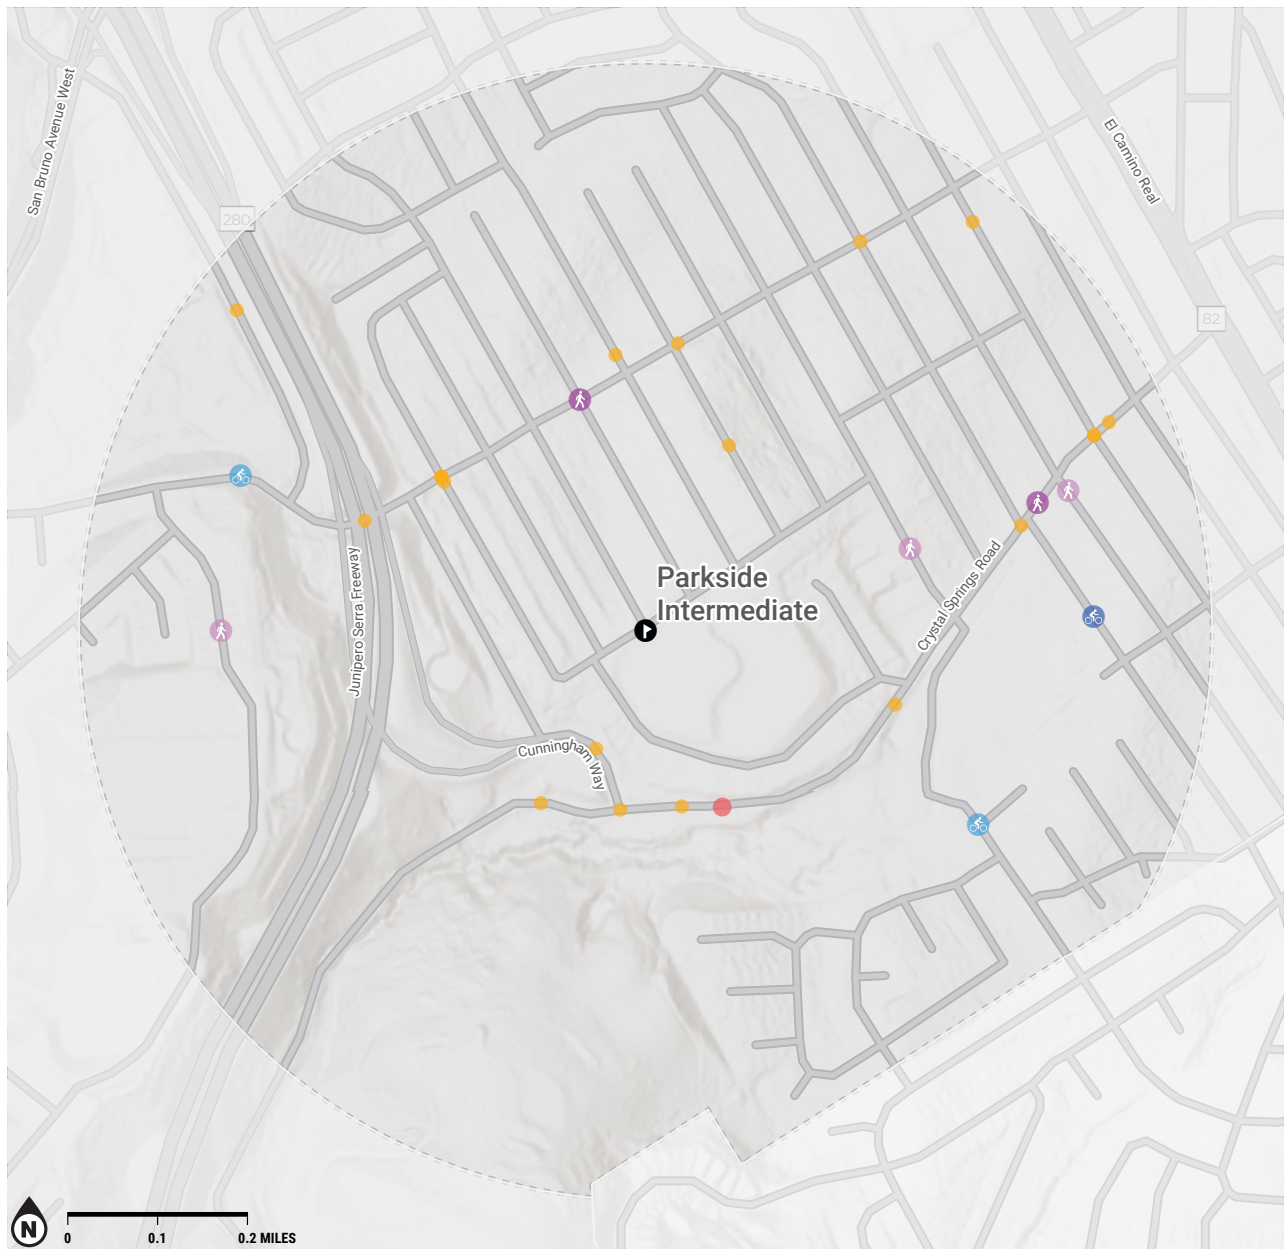 San Bruno Avenue West
El Camino Real
280
82
Junipero Serra Freeway
Parkside
Intermediate
Crystal Springs Road
Cunningham Way
N
0
0.1
0.2 MILES